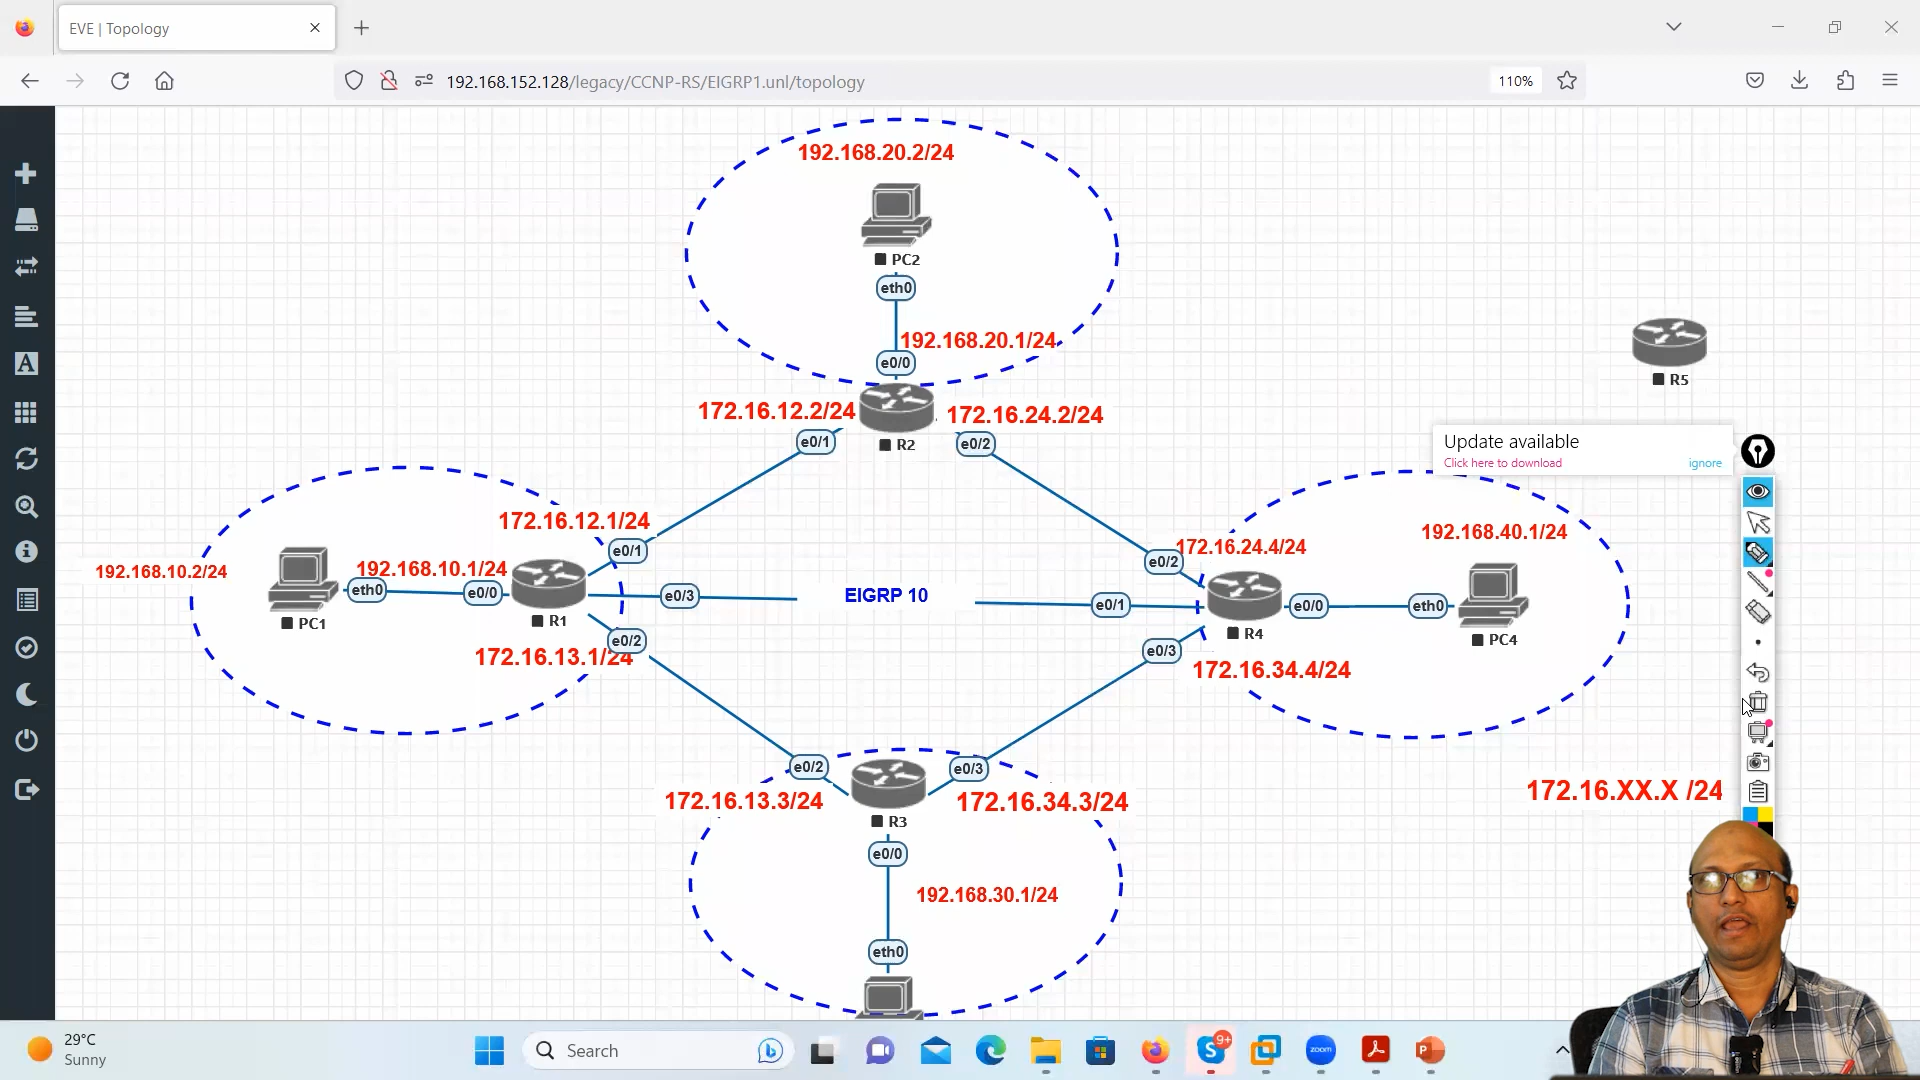 EVE | Topology
192.168.152.128/legacy/CCNP-RS/EIGRP1.unl/topology
110%
192.168.20.2/24
PC2
eth0
192.168.20.1/24
e0/0
R5
172.16.12.2/24
172.16.24.2/24
e0/1
R2
e0/2
Update available
Click here to download
ignore
172.16.12.1/24
192.168.40.1/24
e0/1
172.16.24.4/24
e0/2
192.168.10.2/24
192.168.10.1/24
eth0
e0/0
e0/3
EIGRP 10
e0/1
e0/0
eth0
PC1
R1
R4
PC4
e0/2
172.16.13.1/24
e0/3
172.16.34.4/24
e0/2
e0/3
172.16.13.3/24
172.16.34.3/24
172.16.XX.X /24
R3
e0/0
192.168.30.1/24
eth0
29°C
Sunny
Search
9+
zoom